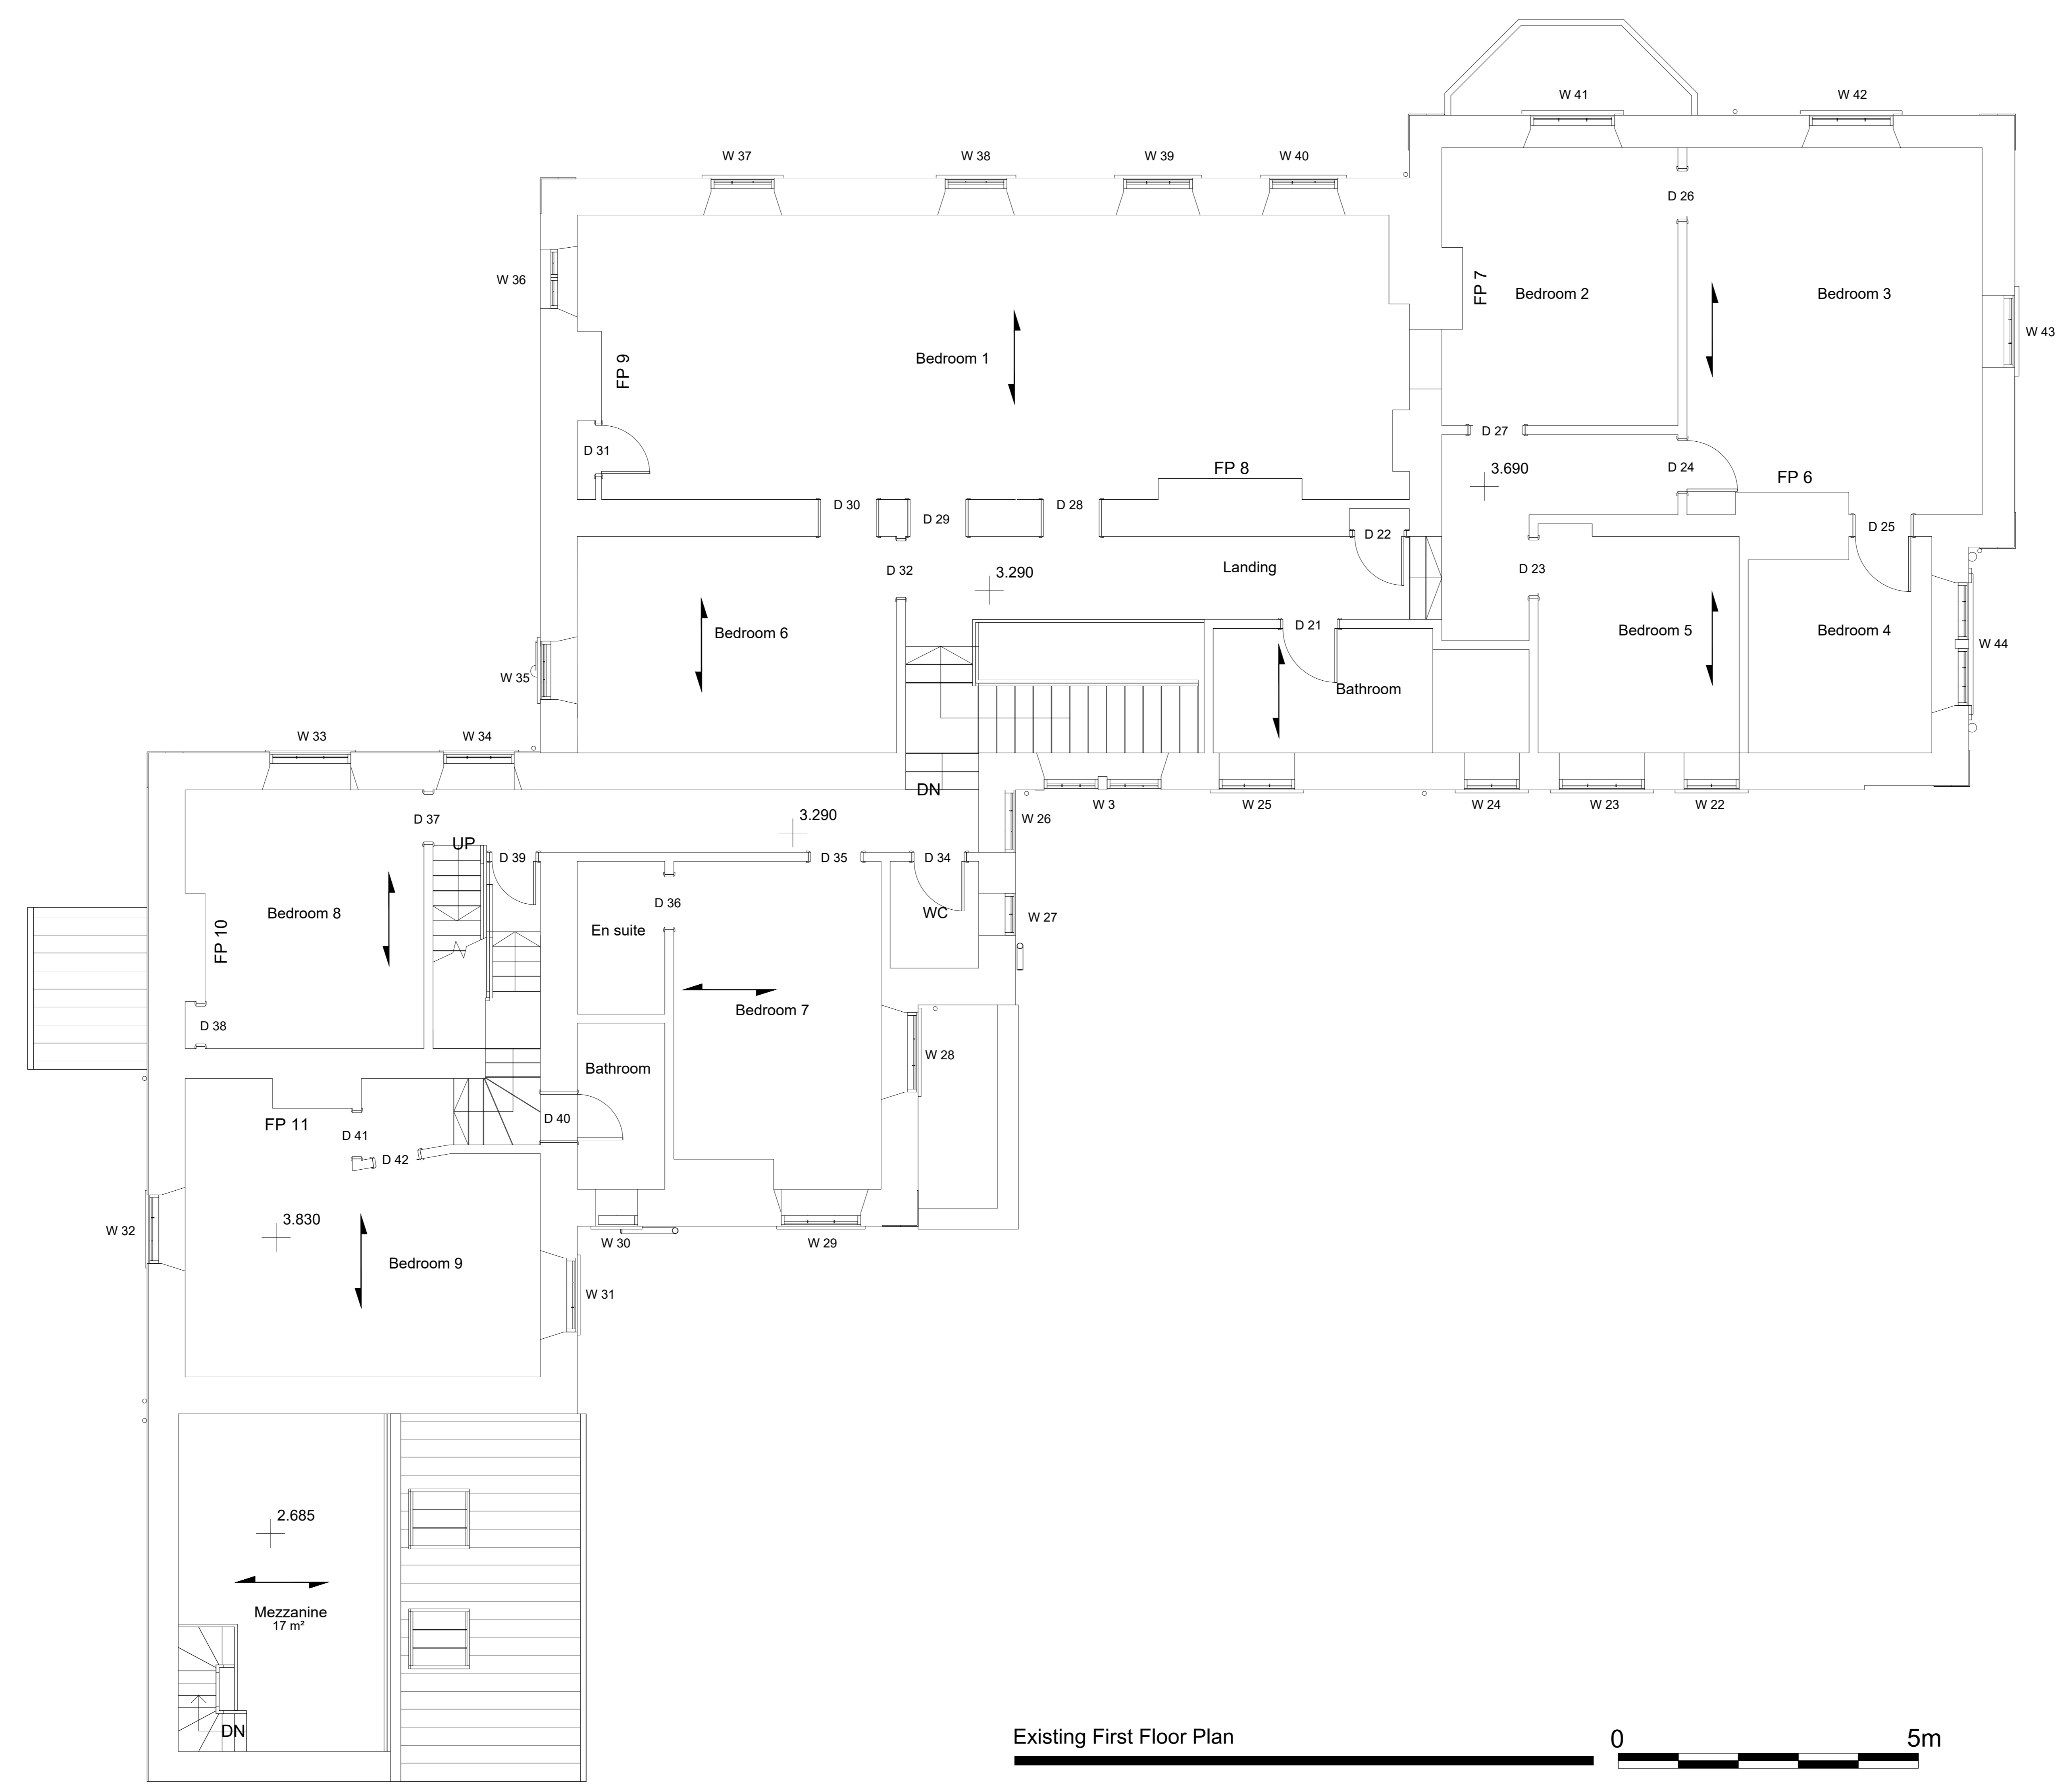 W 41
W 42
W 37
W 38
W 39
W 40
D 26
W 36
FP 7
Bedroom 2
Bedroom 3
W 43
Bedroom 1
FP 9
D 31
D 27
FP 8
3.690
D 24
FP 6
D 30
D 29
D 28
D 22
D 25
D 32
3.290
Landing
D 23
Bedroom 6
D 21
Bedroom 5
Bedroom 4
W 44
W 35
Bathroom
W 33
W 34
DN
W 3
W 25
W 24
W 23
W 22
D 37
3.290
W 26
UP
D 39
D 35
D 34
Bedroom 8
D 36
WC
W 27
En suite
FP 10
Bedroom 7
D 38
W 28
Bathroom
FP 11
D 40
D 41
D 42
W 32
3.830
W 30
W 29
Bedroom 9
W 31
2.685
Mezzanine
17 m²
DN
Existing First Floor Plan
0
5m